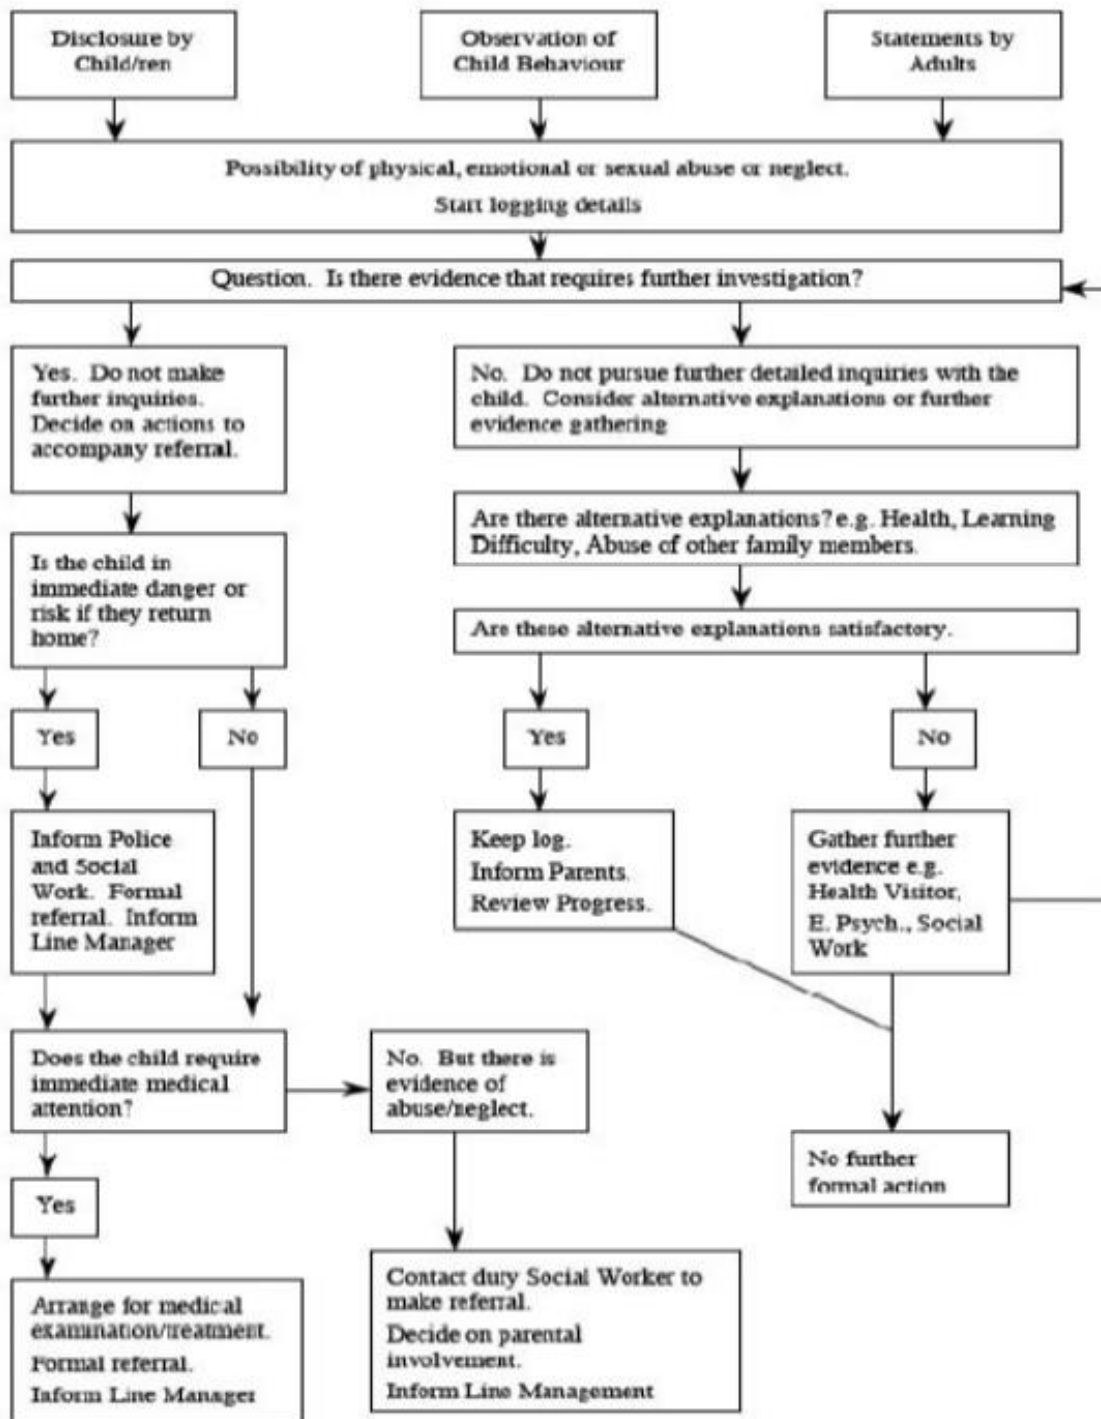 Disclosure by
Child/ren
Observation of
Child Behaviour
Statements by
Adults
Possibility of physical, emotional or sexual abuse or neglect.
Start logging details
Question. Is there evidence that requires further investigation?
Yes. Do not make
further inquiries.
Decide on actions to
accompany referral.
No. Do not pursue further detailed inquiries with the
child. Consider alternative explanations or further
evidence gathering
Are there alternative explanations? e.g. Health, Learning
Difficulty, Abuse of other family members.
Is the child in
immediate danger or
risk if they return
home?
Are these alternative explanations satisfactory.
Yes
No
Yes
No
Inform Police
and Social
Work. Formal
referral. Inform
Line Manager
Keep log.
Inform Parents.
Review Progress.
Gather further
evidence e.g.
Health Visitor,
E. Psych., Social
Work
Does the child require
immediate medical
attention?
No. But there is
evidence of
abuse/neglect.
No further
formal action
Yes
Arrange for medical
examination/treatment.
Formal referral.
Inform Line Manager
Contact duty Social Worker to
make referral.
Decide on parental
involvement.
Inform Line Management